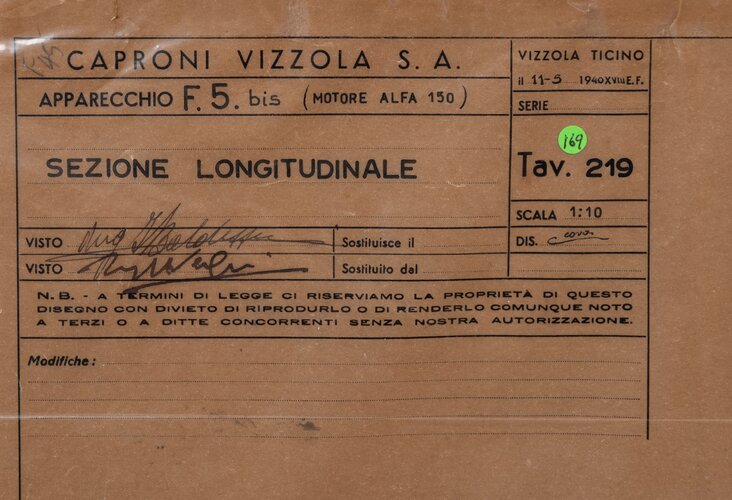 CAPRONI VIZZOLA S. A.
APPARECCHIO F. 5. bis (MOTORE ALFA 150)
SEZIONE LONGITUDINALE
VISTO
Sostituisce il
VISTO
Sostituito dal
VIZZOLA TICINO
il 11-5 1940XVIII E.F.
SERIE
169
Tav. 219
SCALA 1:10
DIS.
N. B. - A TERMINI DI LEGGE CI RISERVIAMO LA PROPRIETÀ DI QUESTO
DISEGNO CON DIVIETO DI RIPRODURLO O DI RENDERLO COMUNQUE NOTO
A TERZI O A DITTE CONCORRENTI SENZA NOSTRA AUTORIZZAZIONE.
Modifiche :